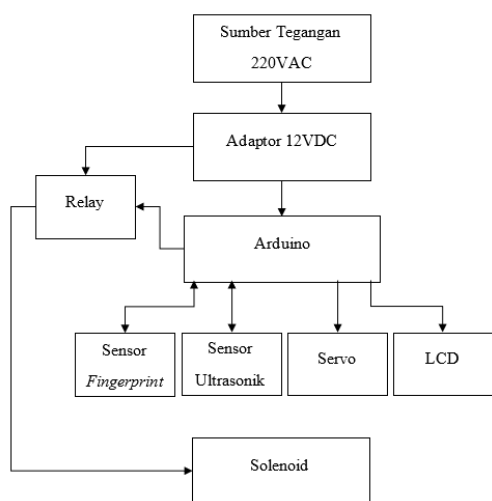 Sumber Tegangan
220VAC
Adaptor 12VDC
Relay
Arduino
Sensor
Fingerprint
Sensor
Ultrasonik
Servo
LCD
Solenoid